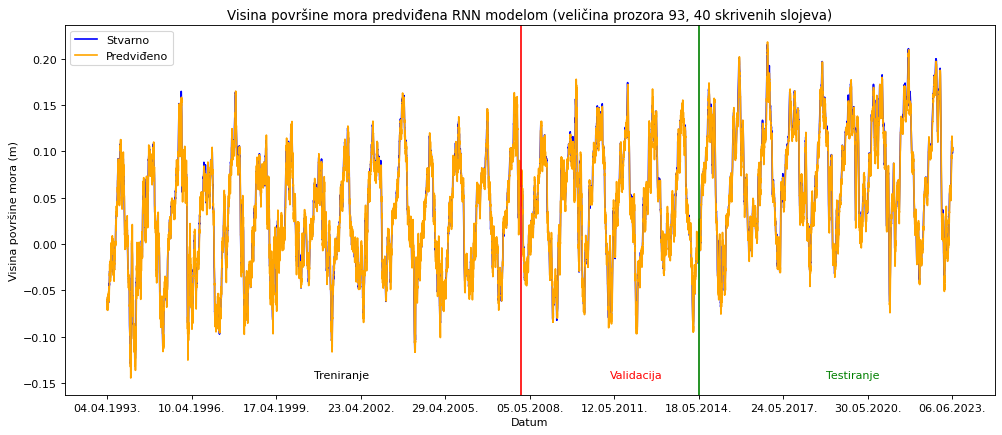 Visina površine mora predviđena RNN modelom (veličina prozora 93, 40 skrivenih slojeva)
Stvarno
Predviđeno
Visina površine mora (m)
0.20
0.15
0.10
0.05
0.00
−0.05
−0.10
−0.15
Treniranje
Validacija
Testiranje
04.04.1993.
10.04.1996.
17.04.1999.
23.04.2002.
29.04.2005.
05.05.2008.
12.05.2011.
18.05.2014.
24.05.2017.
30.05.2020.
06.06.2023.
Datum